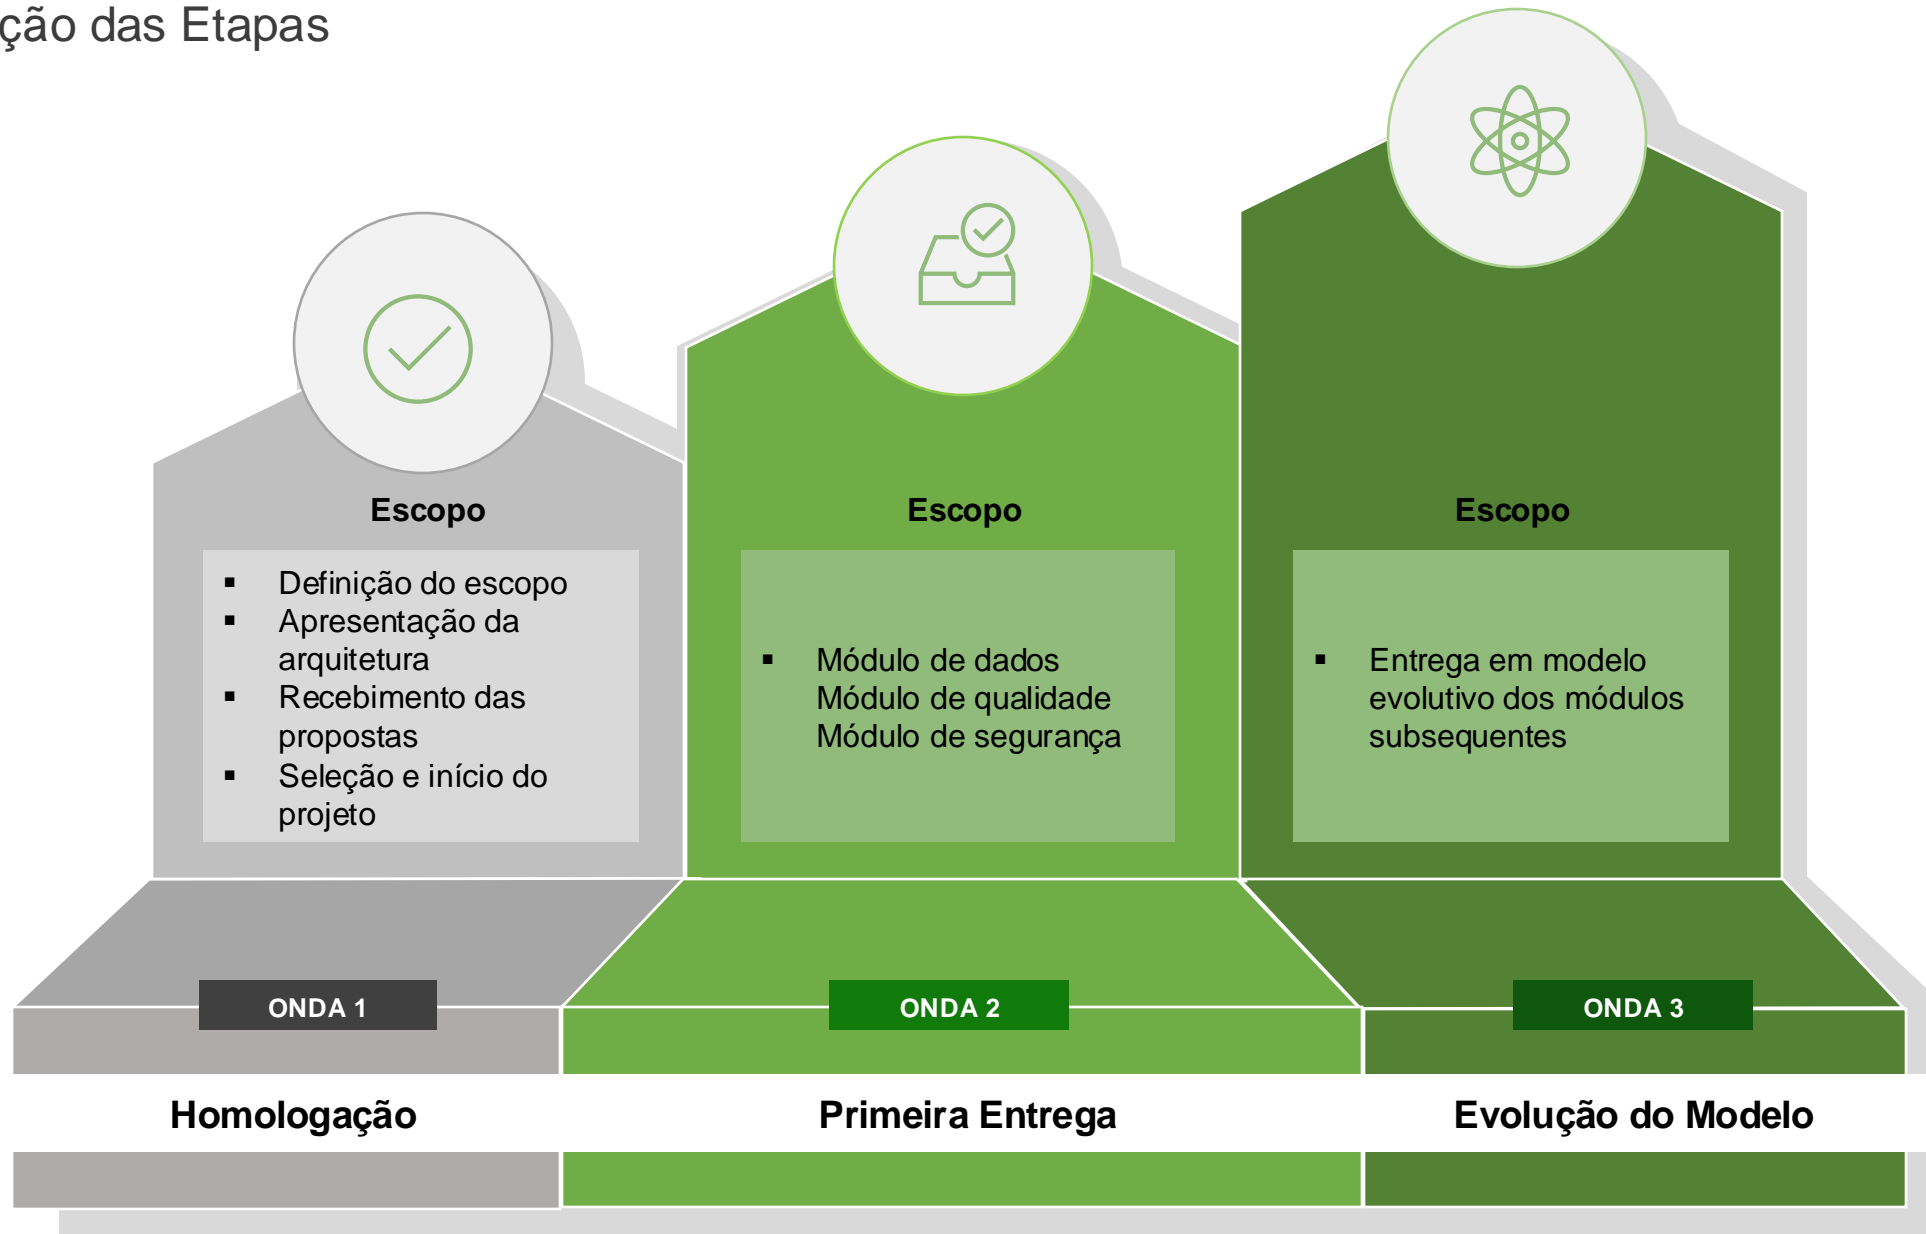 ção das Etapas
Escopo
▪ Definição do escopo
▪ Apresentação da
arquitetura
▪ Recebimento das
propostas
▪ Seleção e início do
projeto
ONDA 1
Homologação
Escopo
▪ Módulo de dados
Módulo de qualidade
Módulo de segurança
ONDA 2
Primeira Entrega
Escopo
▪ Entrega em modelo
evolutivo dos módulos
subsequentes
ONDA 3
Evolução do Modelo